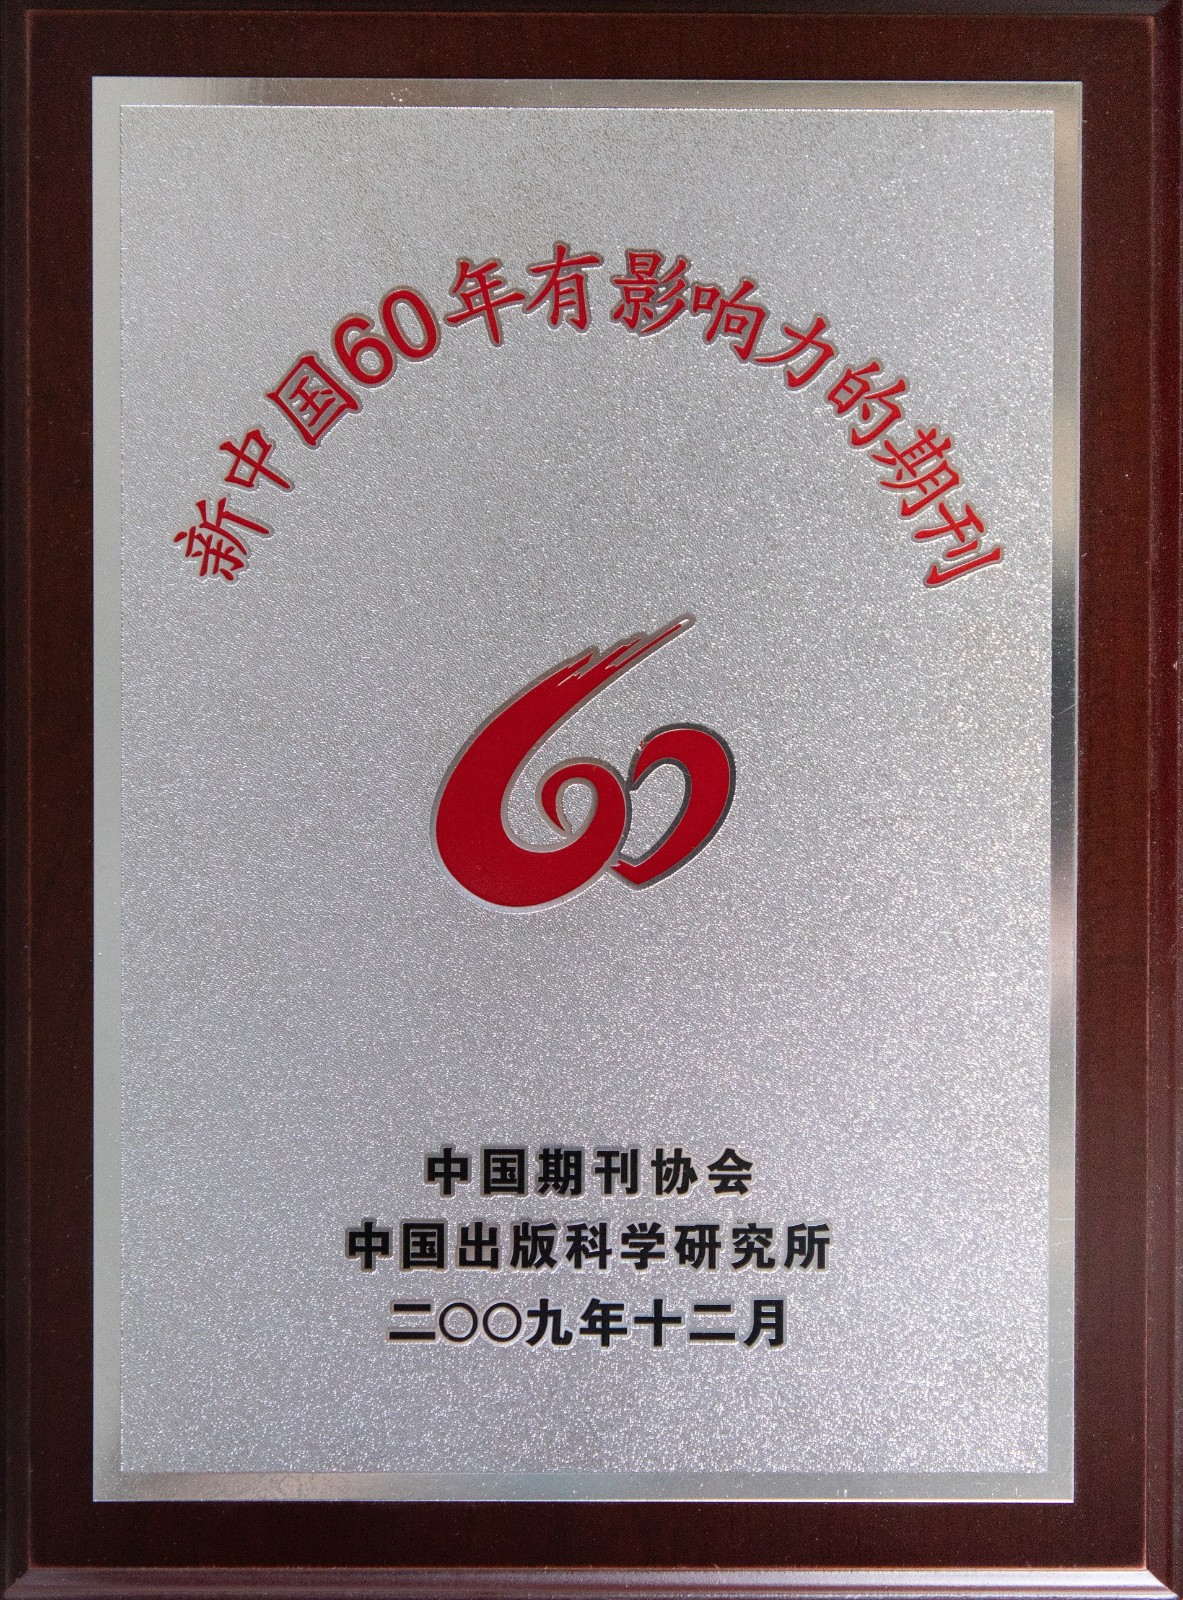 新中国60年有影响力的期刊
60
中国期刊协会
中国出版科学研究所
二〇〇九年十二月